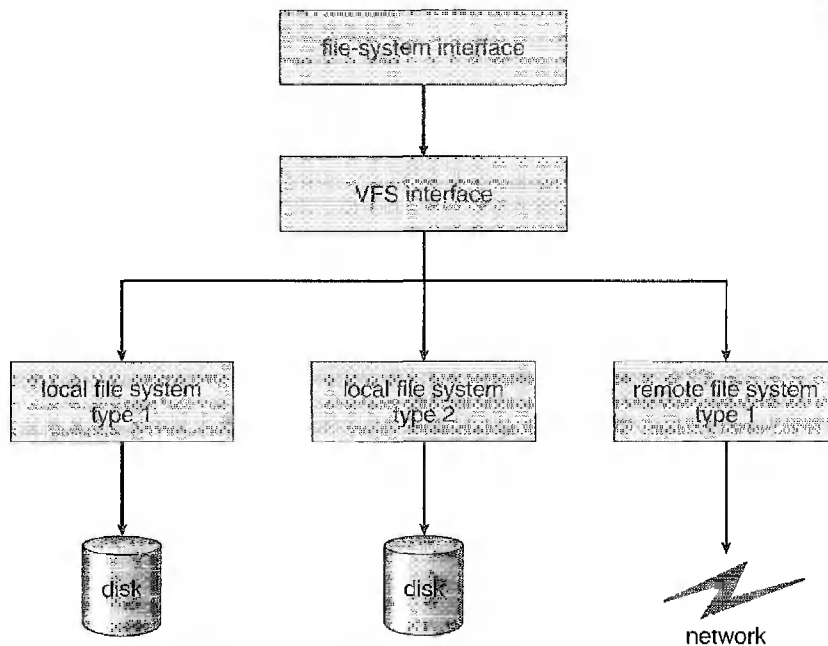 file-system interface
VFS interface
local file system
type 1
local file system
type 2
remote file system
type 1
disk
disk
network